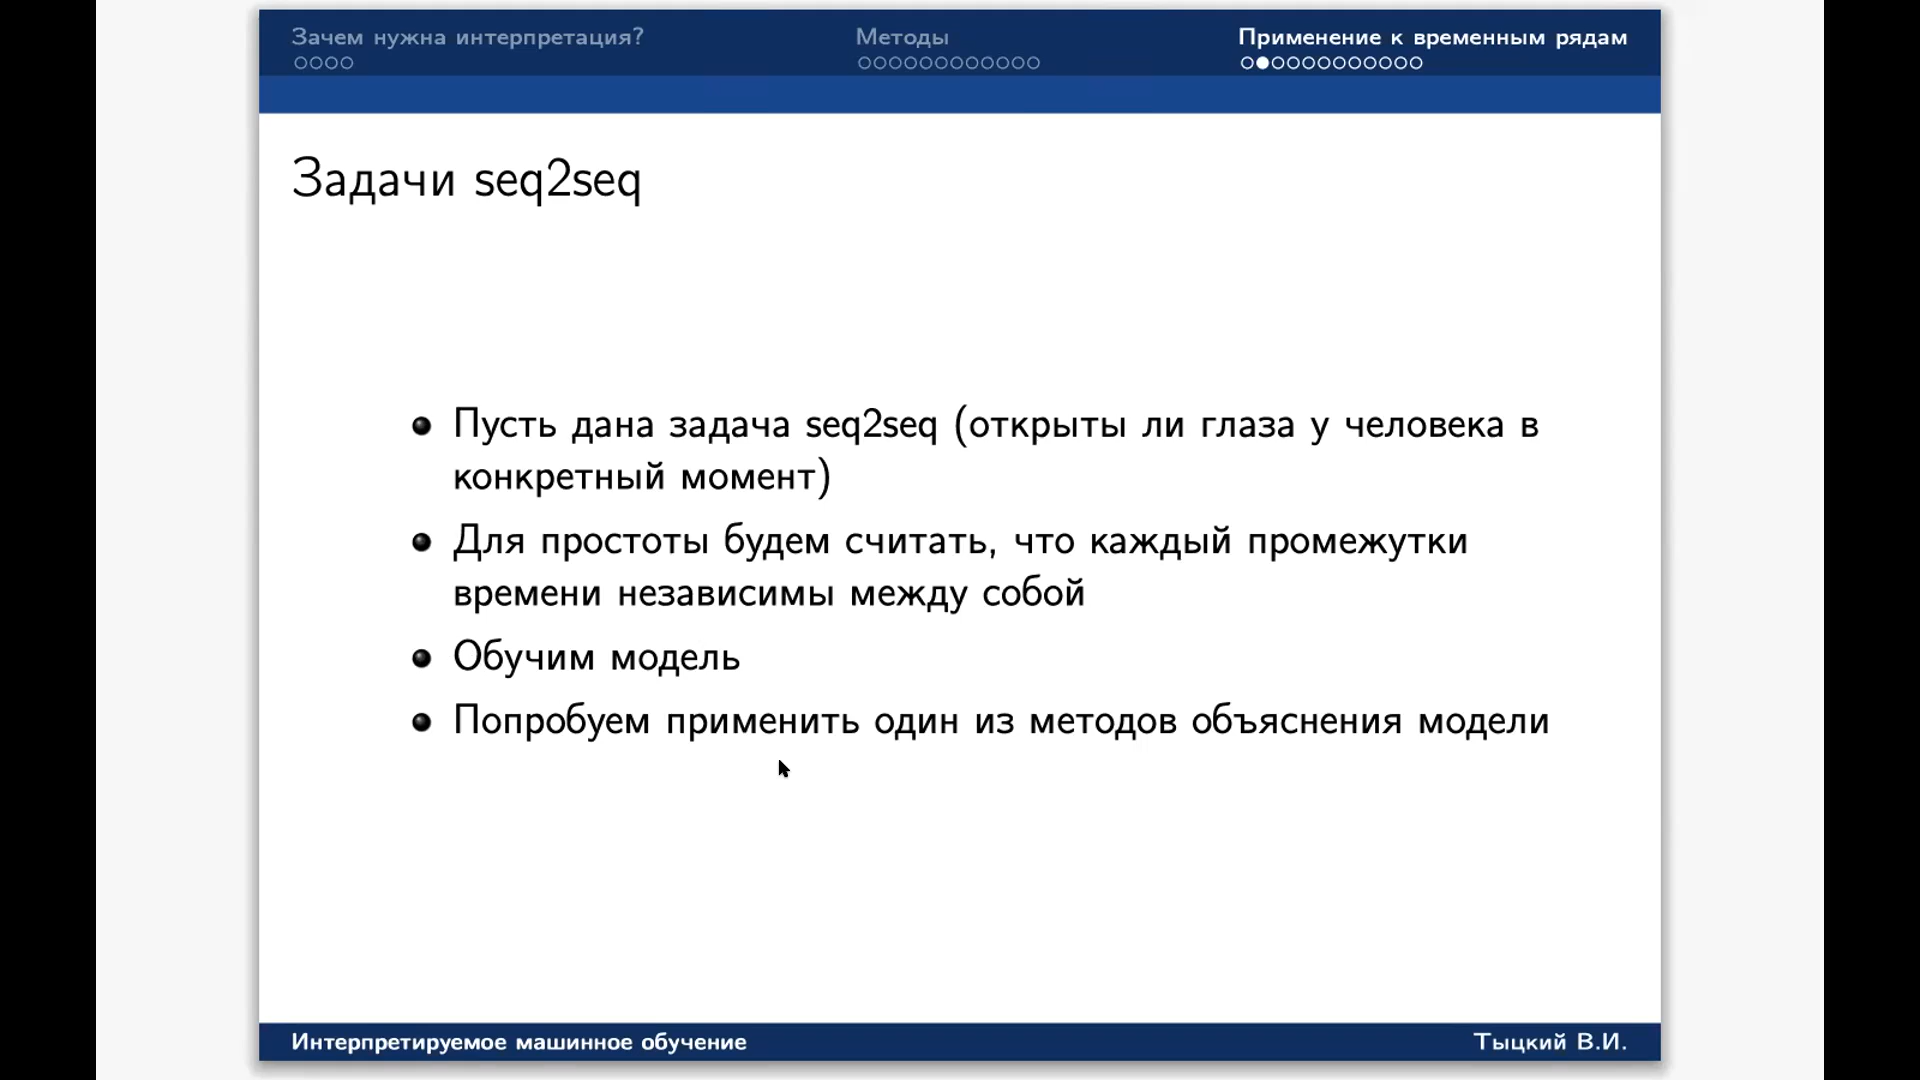 Зачем нужна интерпретация?
Методы
Применение к временным рядам
Задачи seq2seq
Пусть дана задача seq2seq (открыты ли глаза у человека в
конкретный момент)
Для простоты будем считать, что каждый промежутки
времени независимы между собой
Обучим модель
Попробуем применить один из методов объяснения модели
Интерпретируемое машинное обучение
Тыцкий В.И.